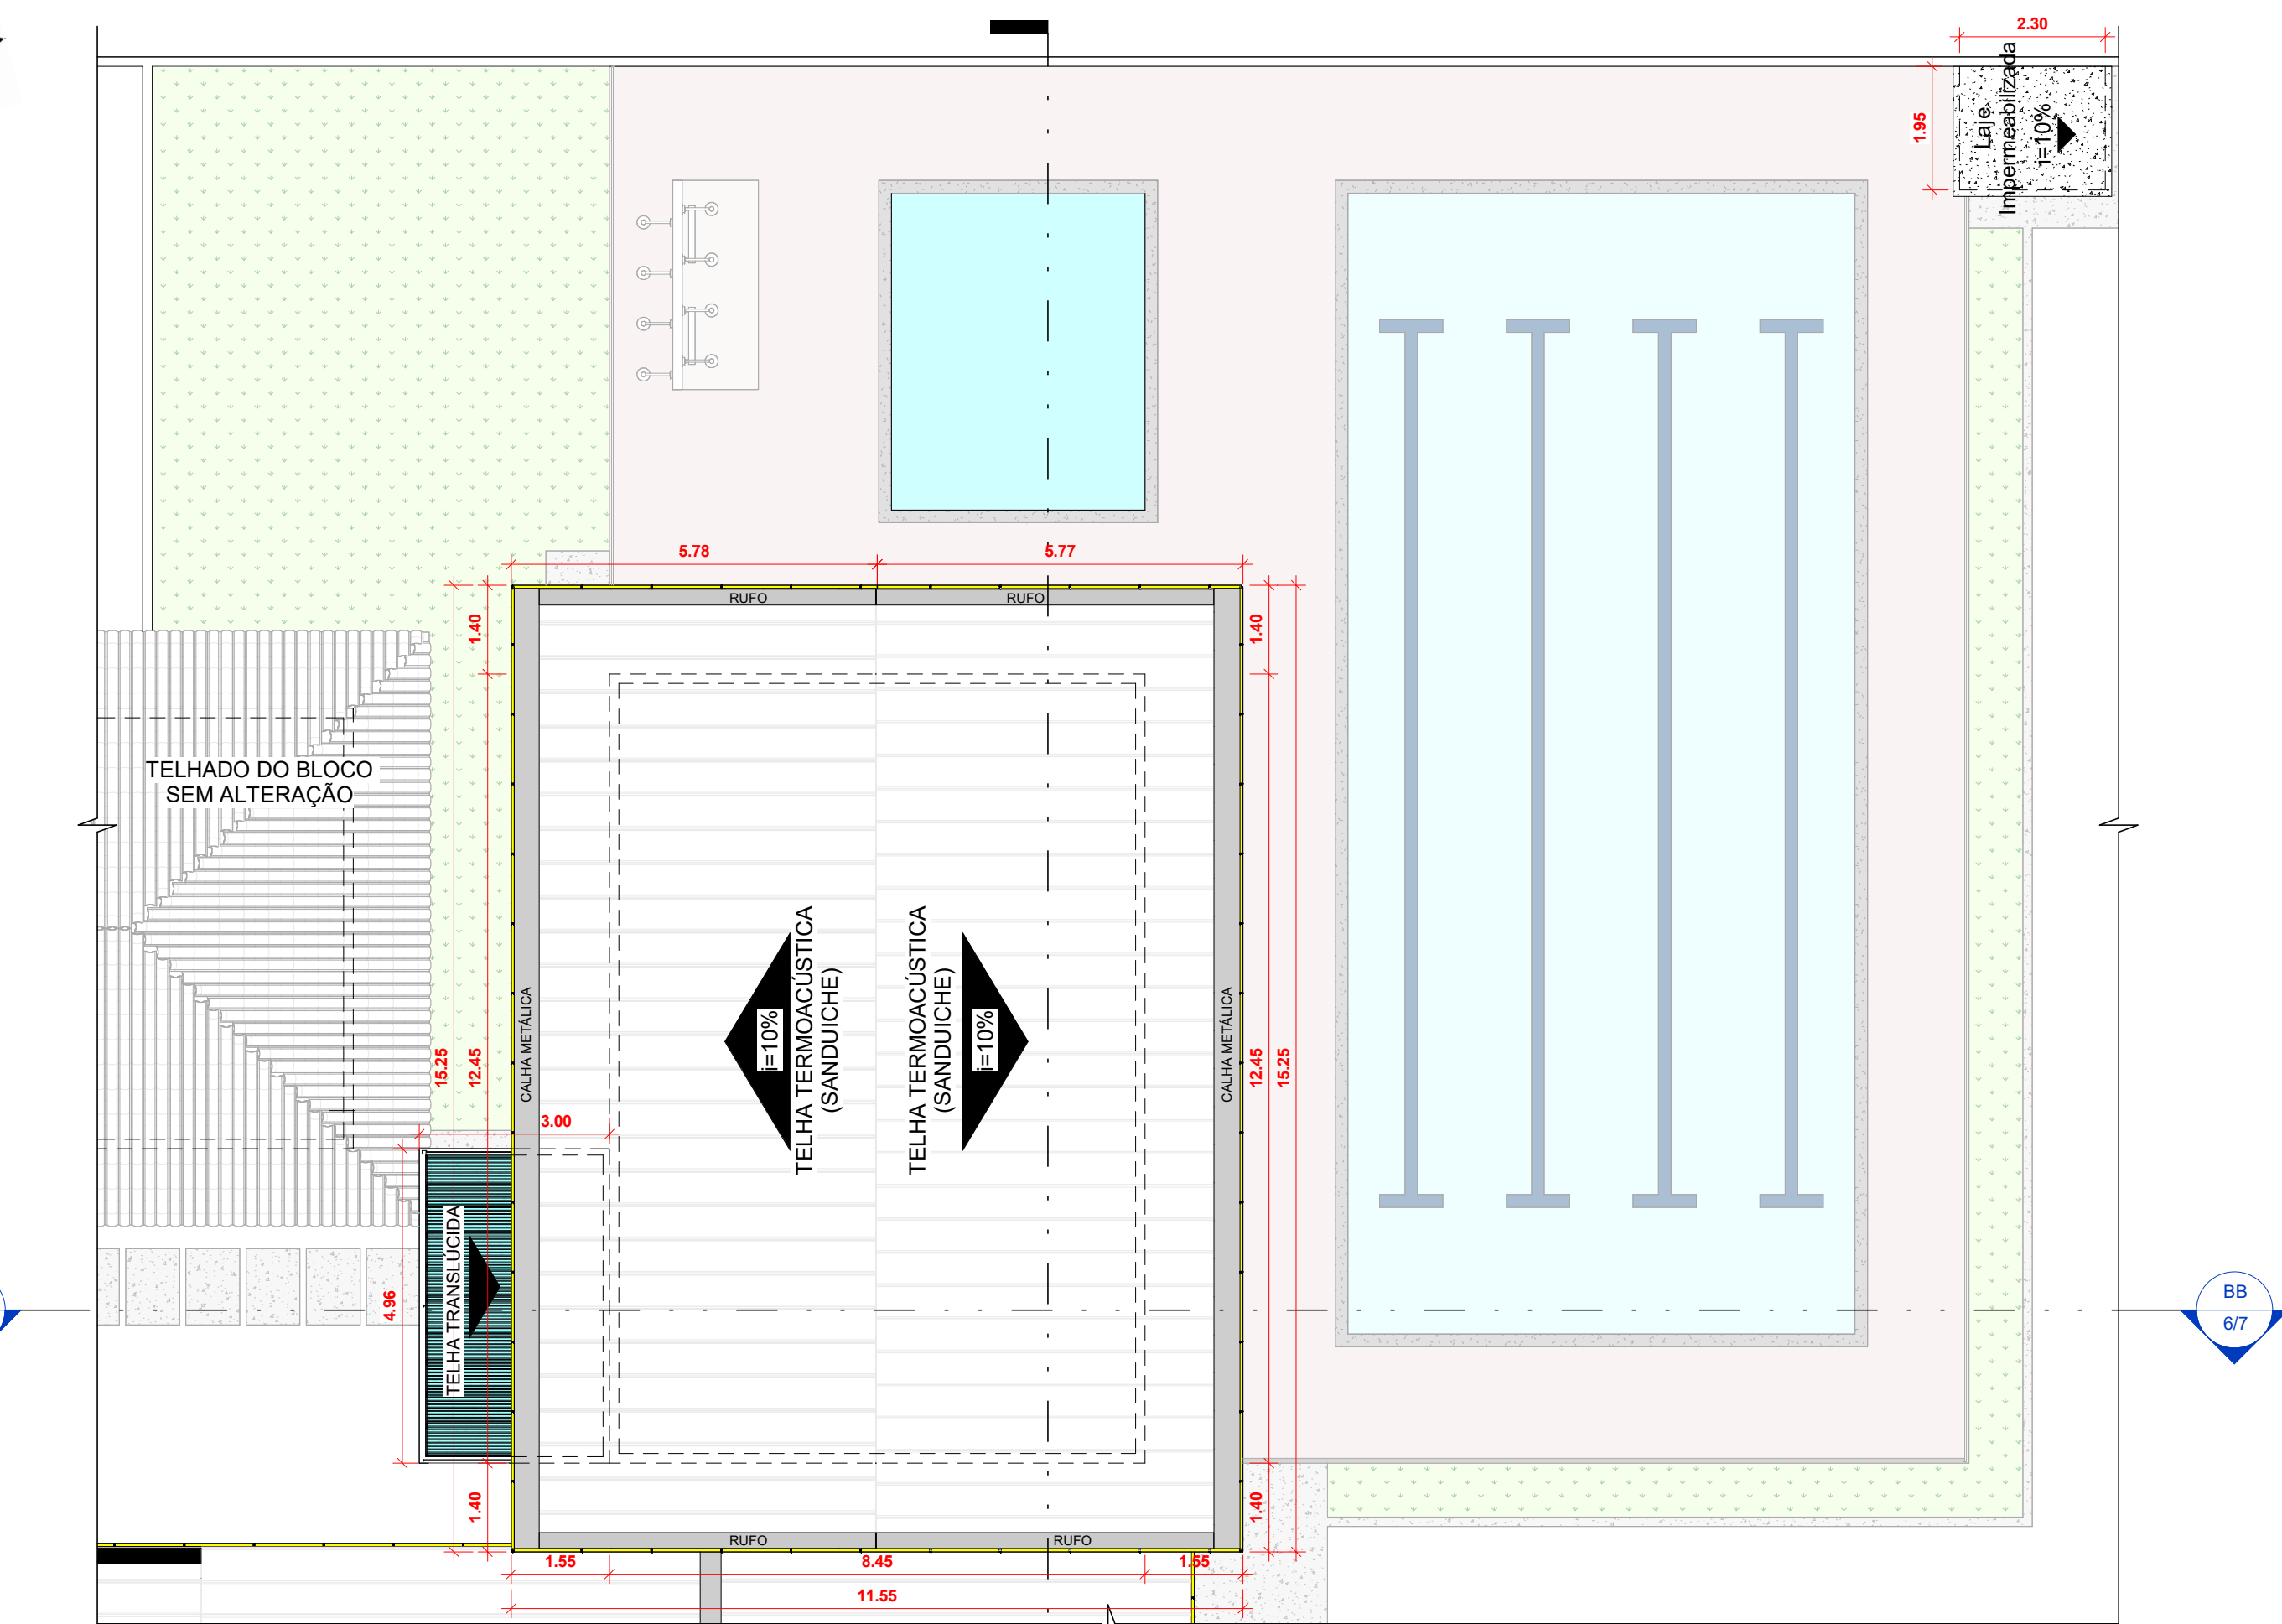 2.30
1.95
Laje
Impermeabilizada
i=10%
5.78
5.77
RUFO
RUFO
1.40
1.40
TELHADO DO BLOCO
SEM ALTERAÇÃO
15.25
12.45
CALHA METÁLICA
i=10%
TELHA TERMOACÚSTICA
(SANDUICHE)
TELHA TERMOACÚSTICA
(SANDUICHE)
i=10%
CALHA METÁLICA
12.45
15.25
3.00
4.96
TELHA TRANSLÚCIDA
BB
6/7
1.40
1.40
RUFO
RUFO
1.55
8.45
1.55
11.55